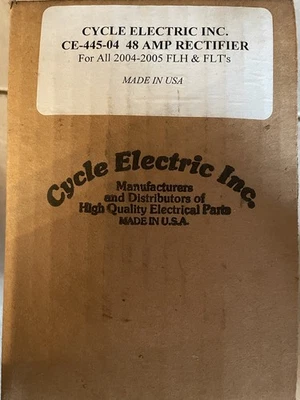 CYCLE ELECTRIC INC.
CE-445-04 48 AMP RECTIFIER
For All 2004-2005 FLH & FLT's
MADE IN USA
Cycle Electric Inc.
Manufacturers
and Distributors of
High Quality Electrical Parts
MADE IN U.S.A.